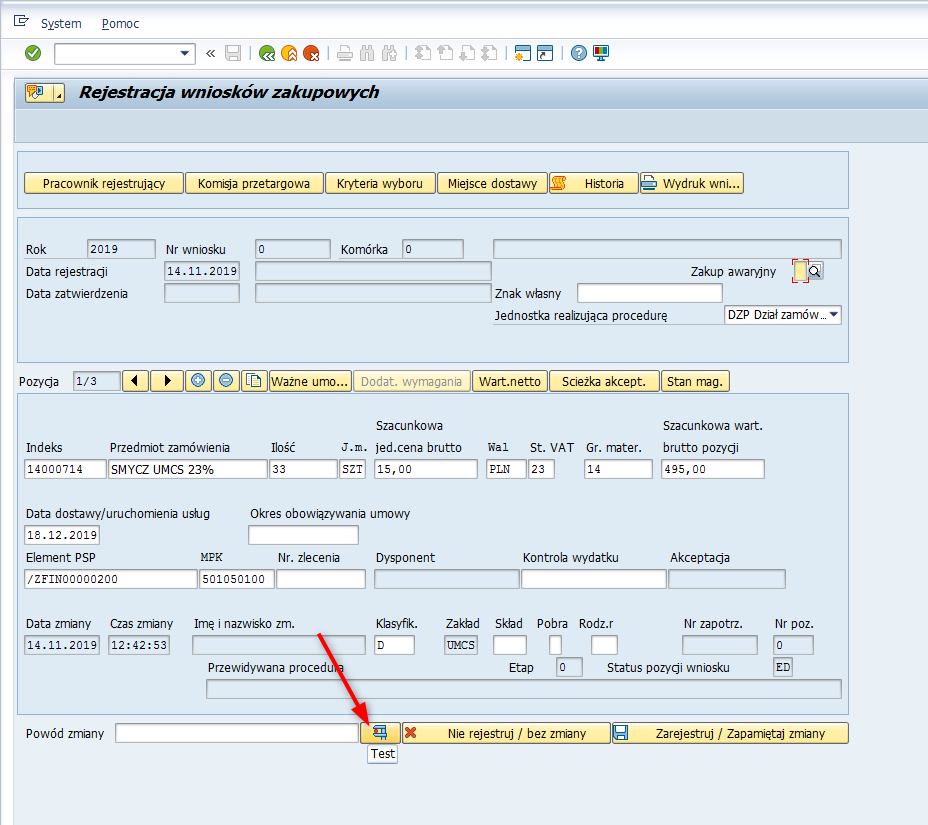 System Pomoc
«
Rejestracja wniosków zakupowych
Pracownik rejestrujący Komisja przetargowa Kryteria wyboru Miejsce dostawy Historia Wydruk wni...
Rok 2019 Nr wniosku 0 Komórka 0
Data rejestracji 14.11.2019 Zakup awaryjny
Data zatwierdzenia Znak własny
Jednostka realizująca procedurę DZP Dział zamów...
Pozycja 1/3 Ważne umo... Dodat. wymagania Wart.netto Scieżka akcept. Stan mag.
Szacunkowa Szacunkowa wart.
Indeks Przedmiot zamówienia Ilość J.m. jed.cena brutto Wal St. VAT Gr. mater. brutto pozycji
14000714 SMYCZ UMCS 23% 33 SZT 15,00 PLN 23 14 495,00
Data dostawy/uruchomienia usług Okres obowiązywania umowy
18.12.2019
Element PSP MPK Nr. zlecenia Dysponent Kontrola wydatku Akceptacja
/ZFIN00000200 501050100
Data zmiany Czas zmiany Imę i nazwisko zm. Klasyfik. Zakład Skład Pobra Rodz.r Nr zapotrz. Nr poz.
14.11.2019 12:42:53 D UMCS 0
Przewidywana procedura Etap 0 Status pozycji wniosku ED
Powód zmiany Nie rejestruj / bez zmiany Zarejestruj / Zapamiętaj zmiany
Test